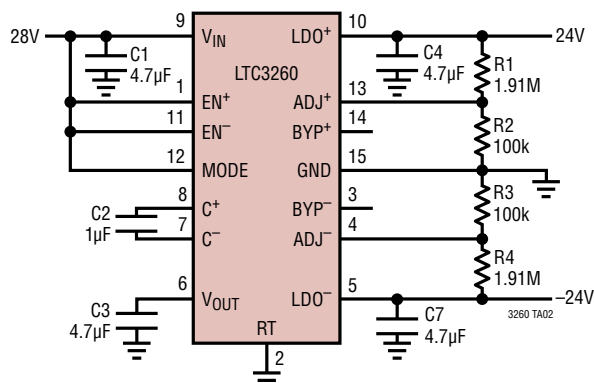 28V
9
V_IN
LDO+
10
24V
C1
4.7µF
LTC3260
C4
4.7µF
R1
1.91M
1
EN+
ADJ+
13
11
EN−
BYP+
14
R2
100k
12
MODE
GND
15
8
C+
BYP−
3
R3
100k
C2
1µF
7
C−
ADJ−
4
R4
1.91M
6
V_OUT
LDO−
5
−24V
C3
4.7µF
RT
2
C7
4.7µF
3260 TA02